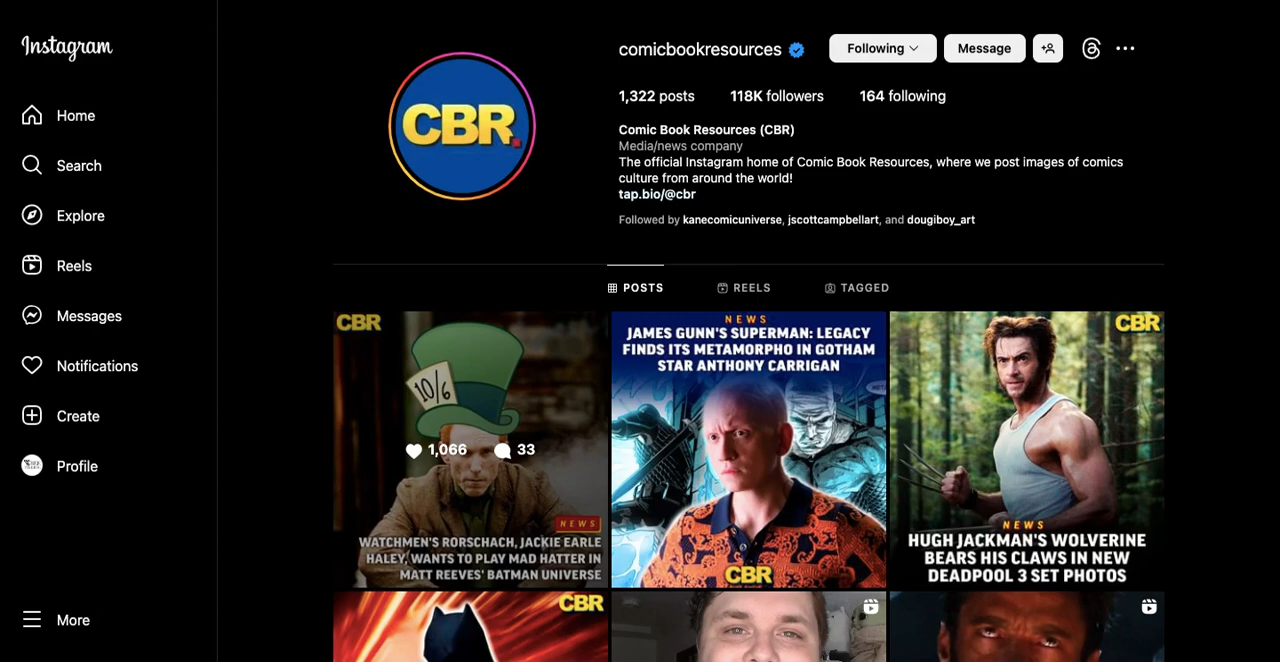 Instagram
Home
Search
Explore
Reels
Messages
Notifications
Create
Profile
More
comicbookresources
Following
Message
1,322 posts
118K followers
164 following
Comic Book Resources (CBR)
Media/news company
The official Instagram home of Comic Book Resources, where we post images of comics
culture from around the world!
tap.bio/@cbr
Followed by kanecomicuniverse, jscottcampbellart, and dougiboy_art
CBR.
POSTS
REELS
TAGGED
CBR
10/6
1,066
33
NEWS
WATCHMEN'S RORSCHACH, JACKIE EARLE
HALEY, WANTS TO PLAY MAD HATTER IN
MATT REEVES' BATMAN UNIVERSE
NEWS
JAMES GUNN'S SUPERMAN: LEGACY
FINDS ITS METAMORPHO IN GOTHAM
STAR ANTHONY CARRIGAN
CBR
CBR
NEWS
HUGH JACKMAN'S WOLVERINE
BEARS HIS CLAWS IN NEW
DEADPOOL 3 SET PHOTOS
CBR